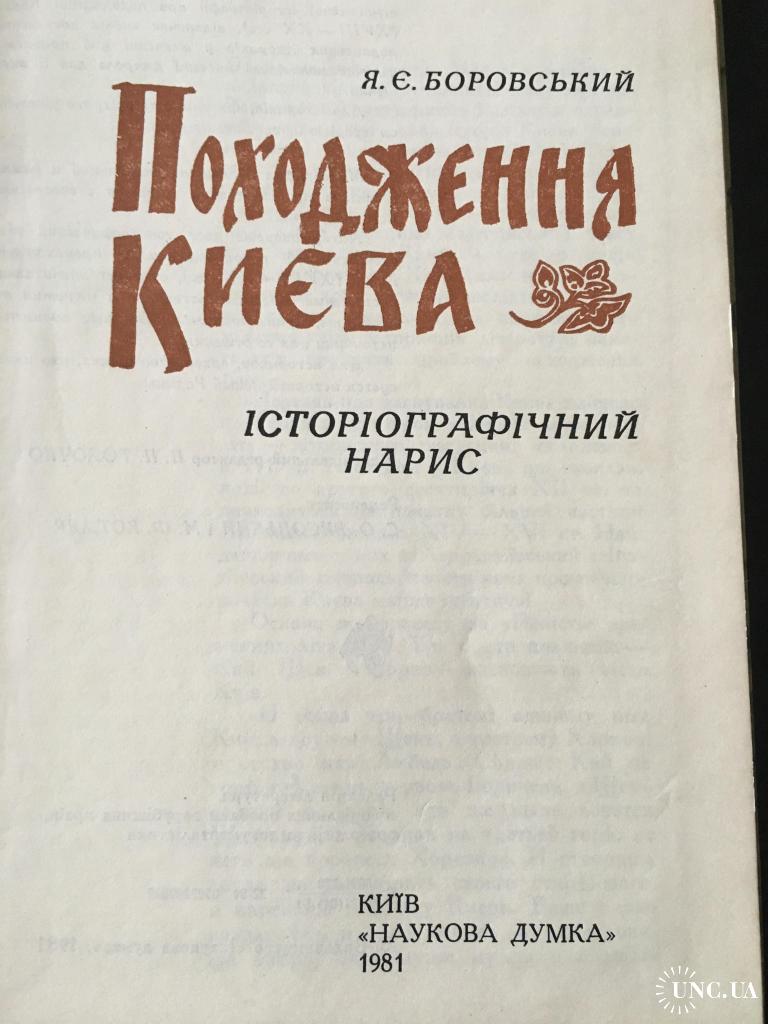 Я. Є. БОРОВСЬКИЙ
ПОХОДЖЕННЯ
КИЄВА
ІСТОРІОГРАФІЧНИЙ
НАРИС
КИЇВ
«НАУКОВА ДУМКА»
1981
UNC.UA